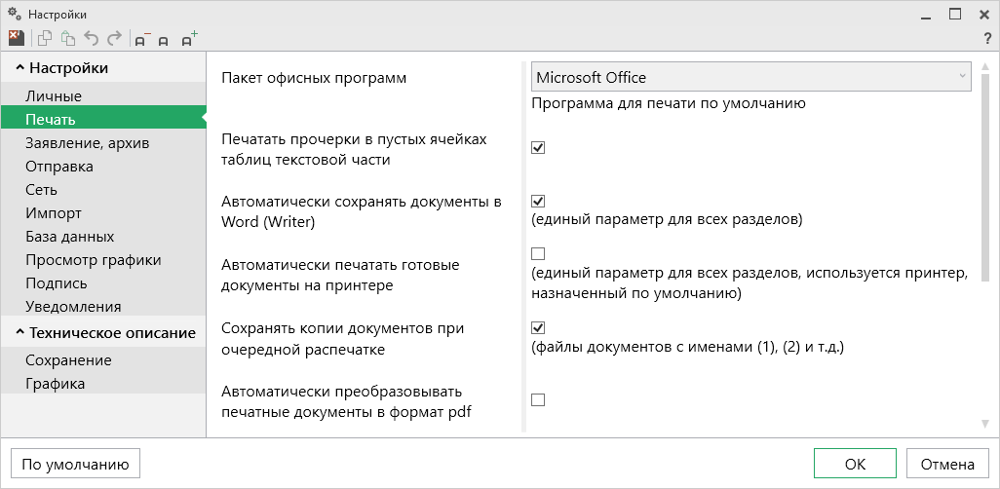 Настройки
?
Настройки
Личные
Печать
Заявление, архив
Отправка
Сеть
Импорт
База данных
Просмотр графики
Подпись
Уведомления
Техническое описание
Сохранение
Графика
Пакет офисных программ
Microsoft Office
Программа для печати по умолчанию
Печатать прочерки в пустых ячейках
таблиц текстовой части
Автоматически сохранять документы в
Word (Writer)
(единый параметр для всех разделов)
Автоматически печатать готовые
документы на принтере
(единый параметр для всех разделов, используется принтер,
назначенный по умолчанию)
Сохранять копии документов при
очередной распечатке
(файлы документов с именами (1), (2) и т.д.)
Автоматически преобразовывать
печатные документы в формат pdf
По умолчанию
ОК
Отмена